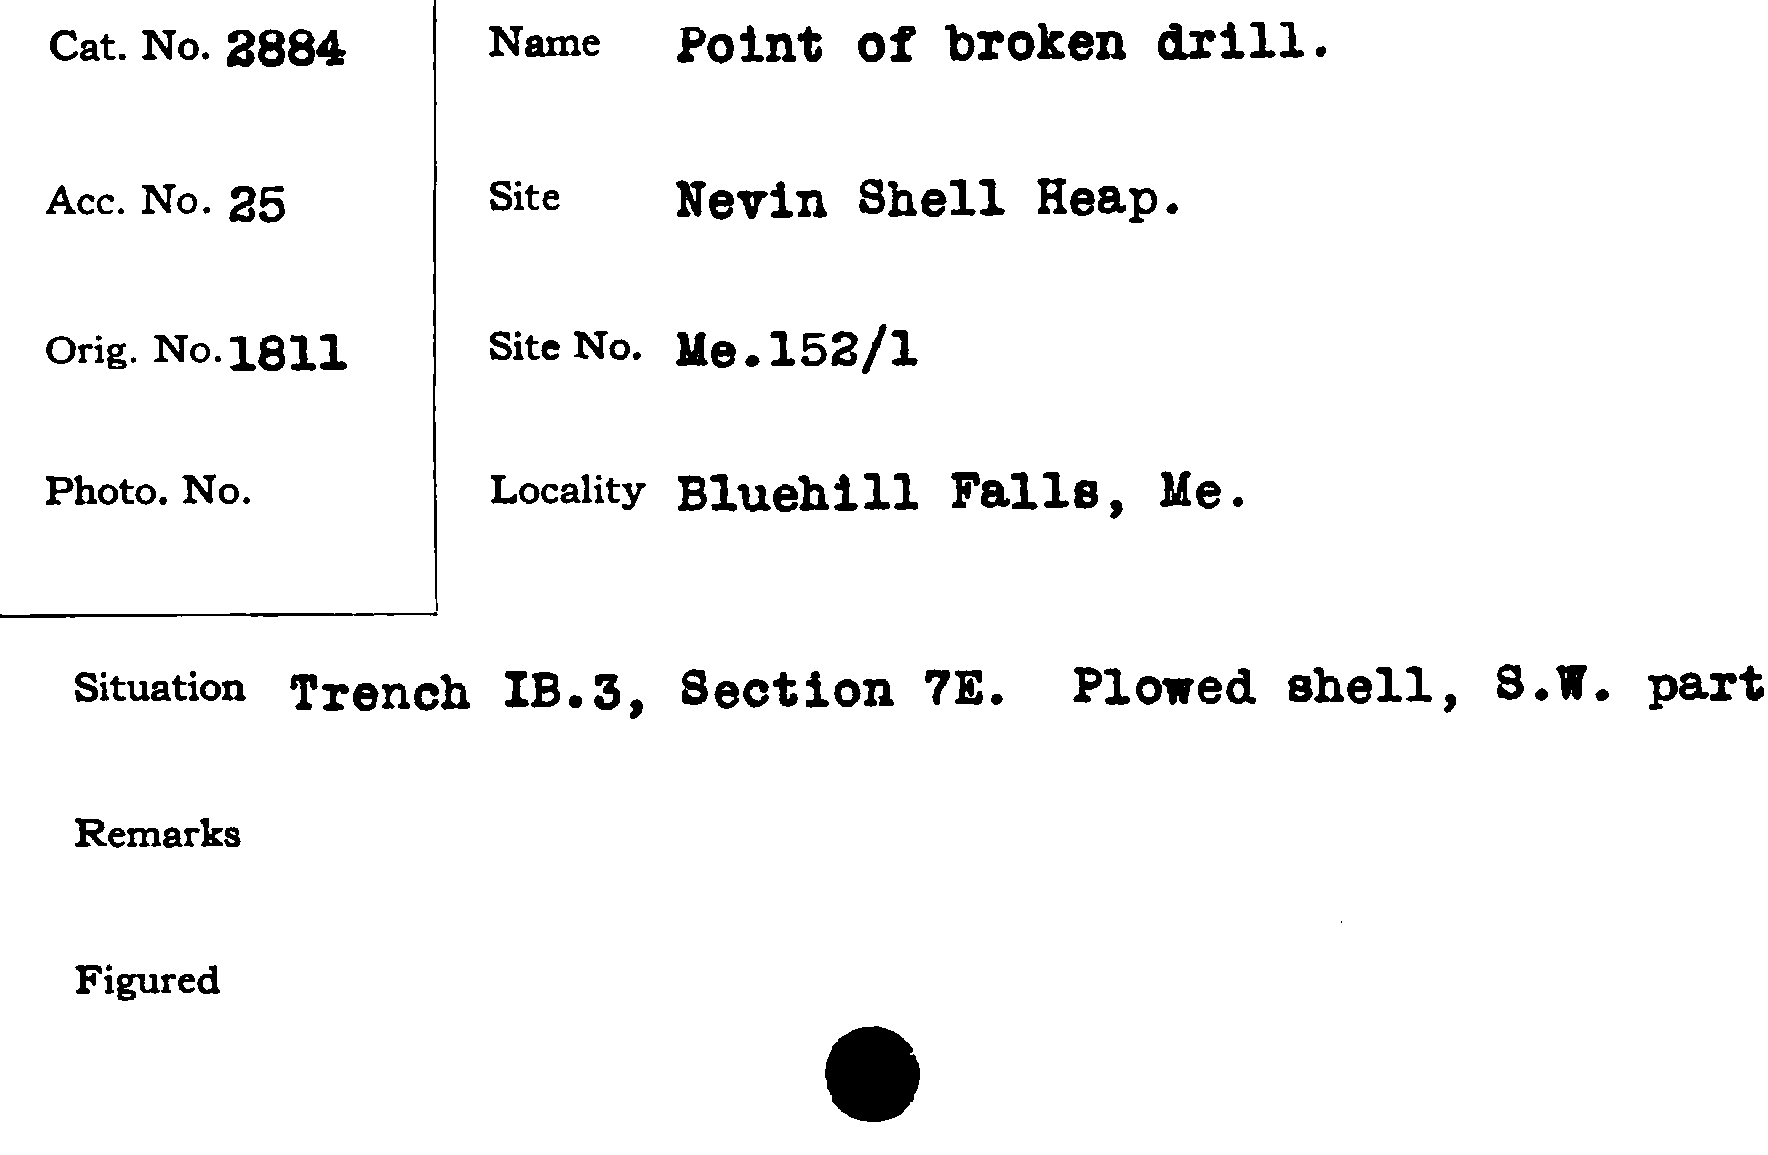 Cat. No. 2884
Acc. No. 25
Orig. No. 1811
Photo. No.
Name Point of broken drill.
Site Nevin Shell Heap.
Site No. Me.152/1
Locality Bluehill Falls, Me.
Situation Trench IB.3, Section 7E. Plowed shell, S.W. part
Remarks
Figured